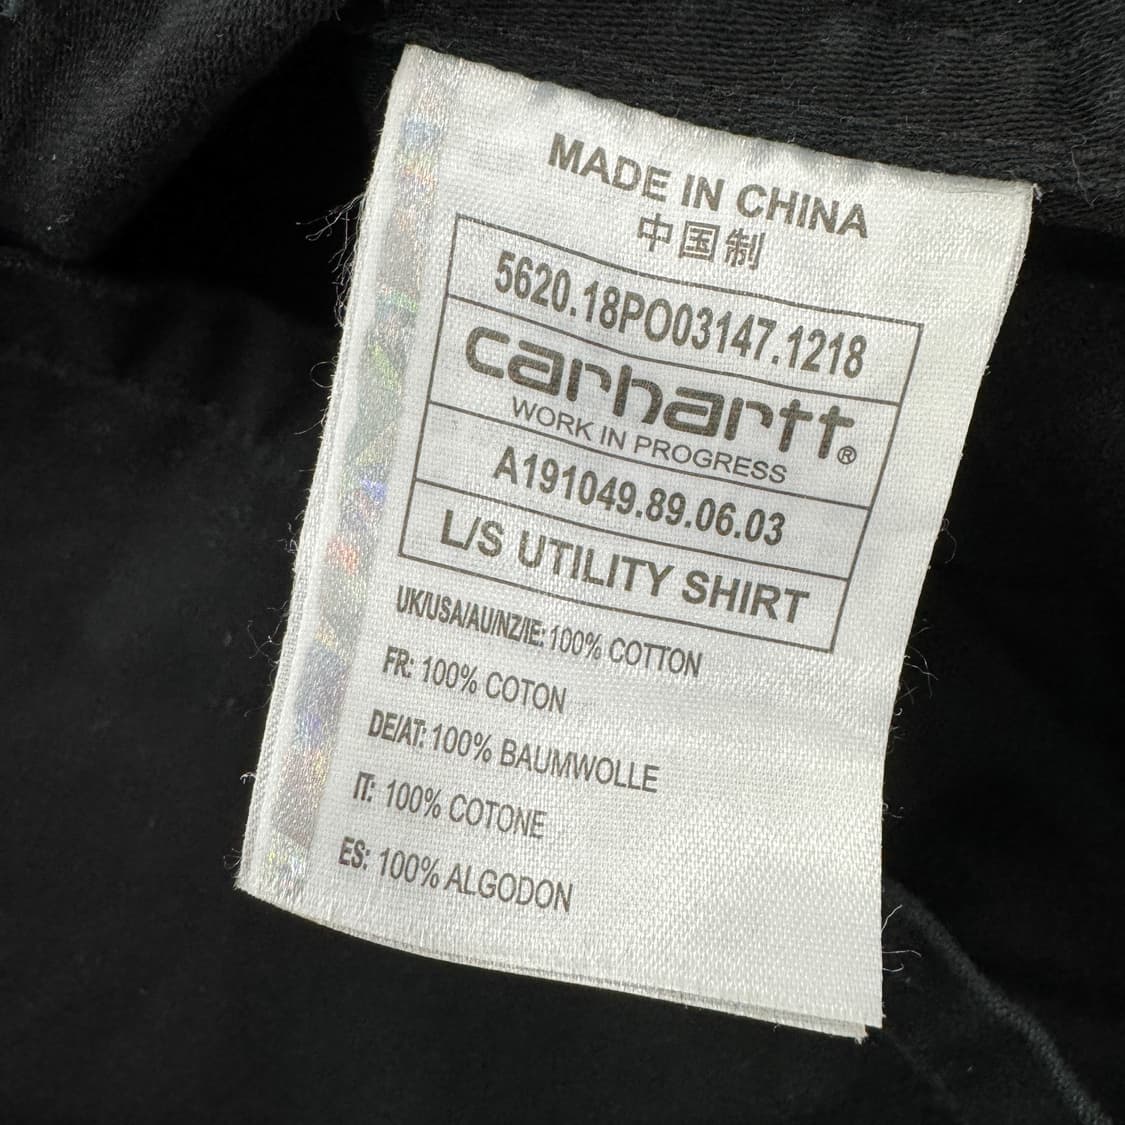 MADE IN CHINA
中国制
5620.18PO03147.1218
carhartt®
WORK IN PROGRESS
A191049.89.06.03
L/S UTILITY SHIRT
UK/USA/AU/NZ/IE: 100% COTTON
FR: 100% COTON
DE/AT: 100% BAUMWOLLE
IT: 100% COTONE
ES: 100% ALGODON